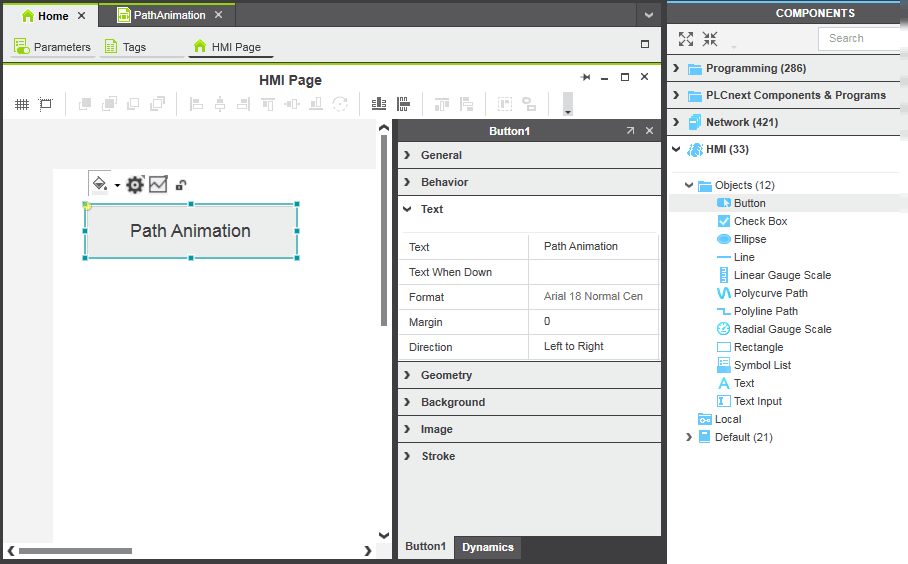 Home
PathAnimation
Parameters
Tags
HMI Page
HMI Page
Path Animation
Button1
General
Behavior
Text
Text Path Animation
Text When Down
Format Arial 18 Normal Cen
Margin 0
Direction Left to Right
Geometry
Background
Image
Stroke
Button1 Dynamics
COMPONENTS
Search
Programming (286)
PLCnext Components & Programs
Network (421)
HMI (33)
Objects (12)
Button
Check Box
Ellipse
Line
Linear Gauge Scale
Polycurve Path
Polyline Path
Radial Gauge Scale
Rectangle
Symbol List
Text
Text Input
Local
Default (21)